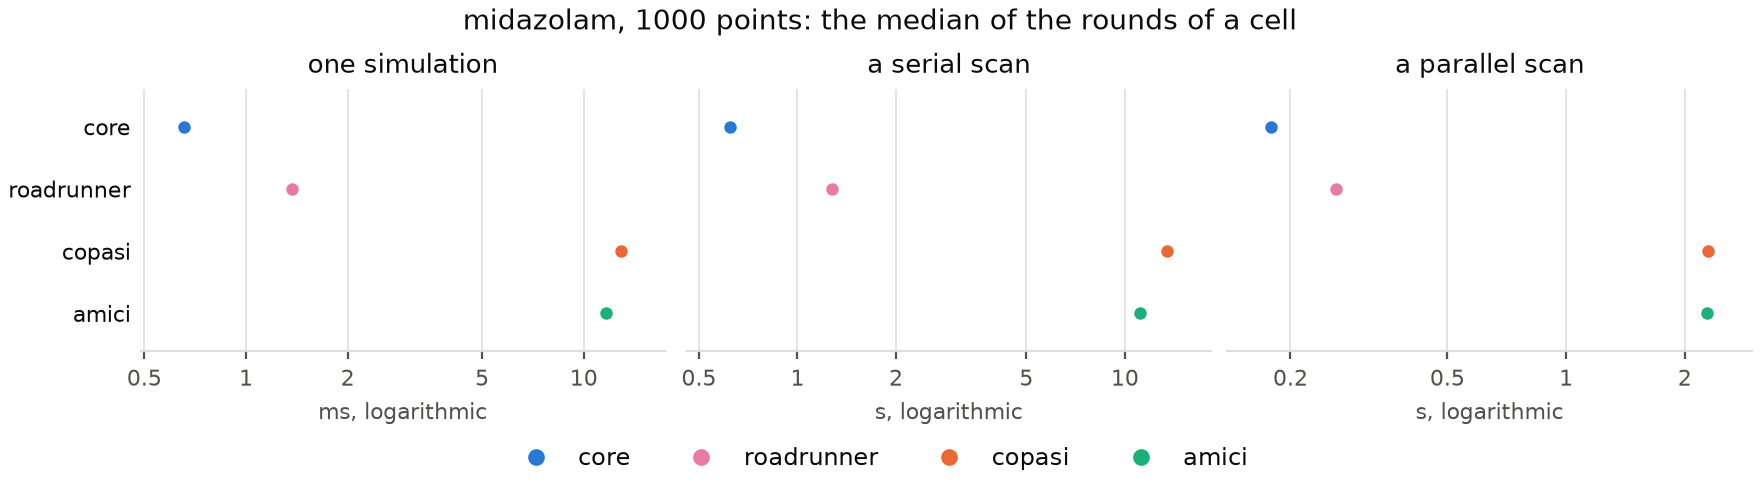 midazolam, 1000 points: the median of the rounds of a cell
one simulation
a serial scan
a parallel scan
core
roadrunner
copasi
amici
0.5 1 2 5 10
0.5 1 2 5 10
0.2 0.5 1 2
ms, logarithmic
s, logarithmic
s, logarithmic
core roadrunner copasi amici